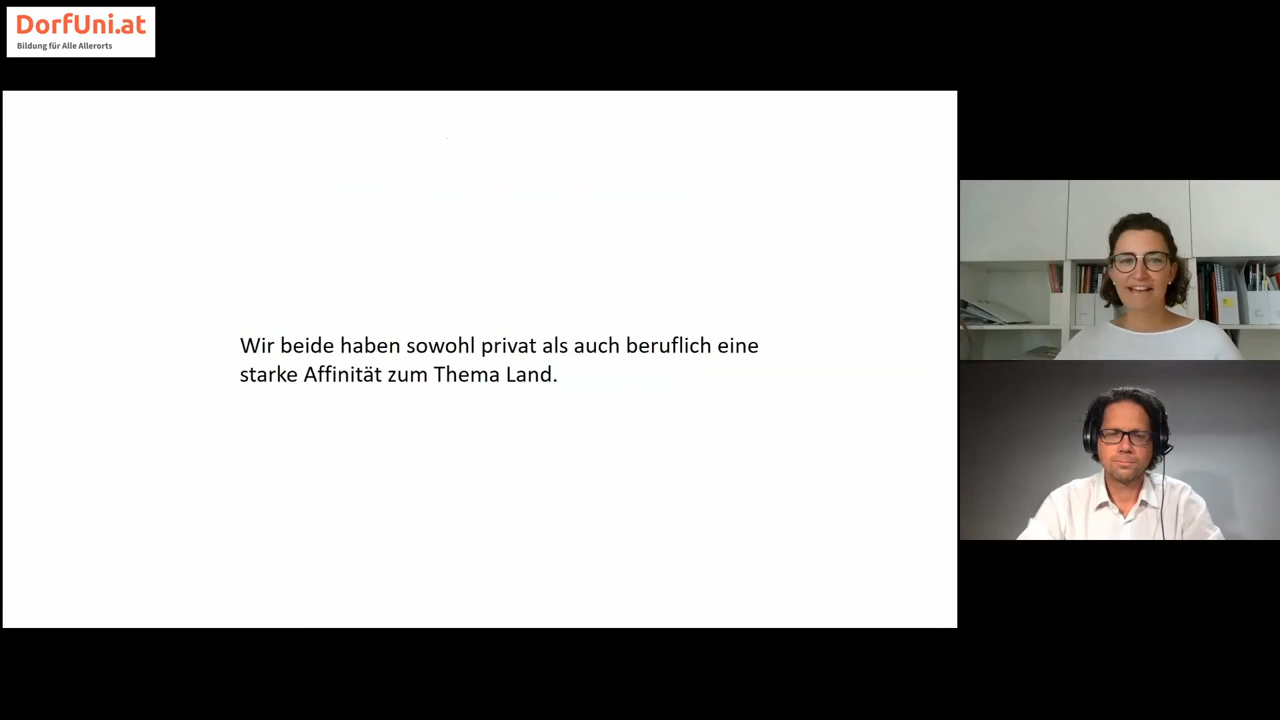 DorfUni.at
Bildung für Alle Allerorts
Wir beide haben sowohl privat als auch beruflich eine
starke Affinität zum Thema Land.